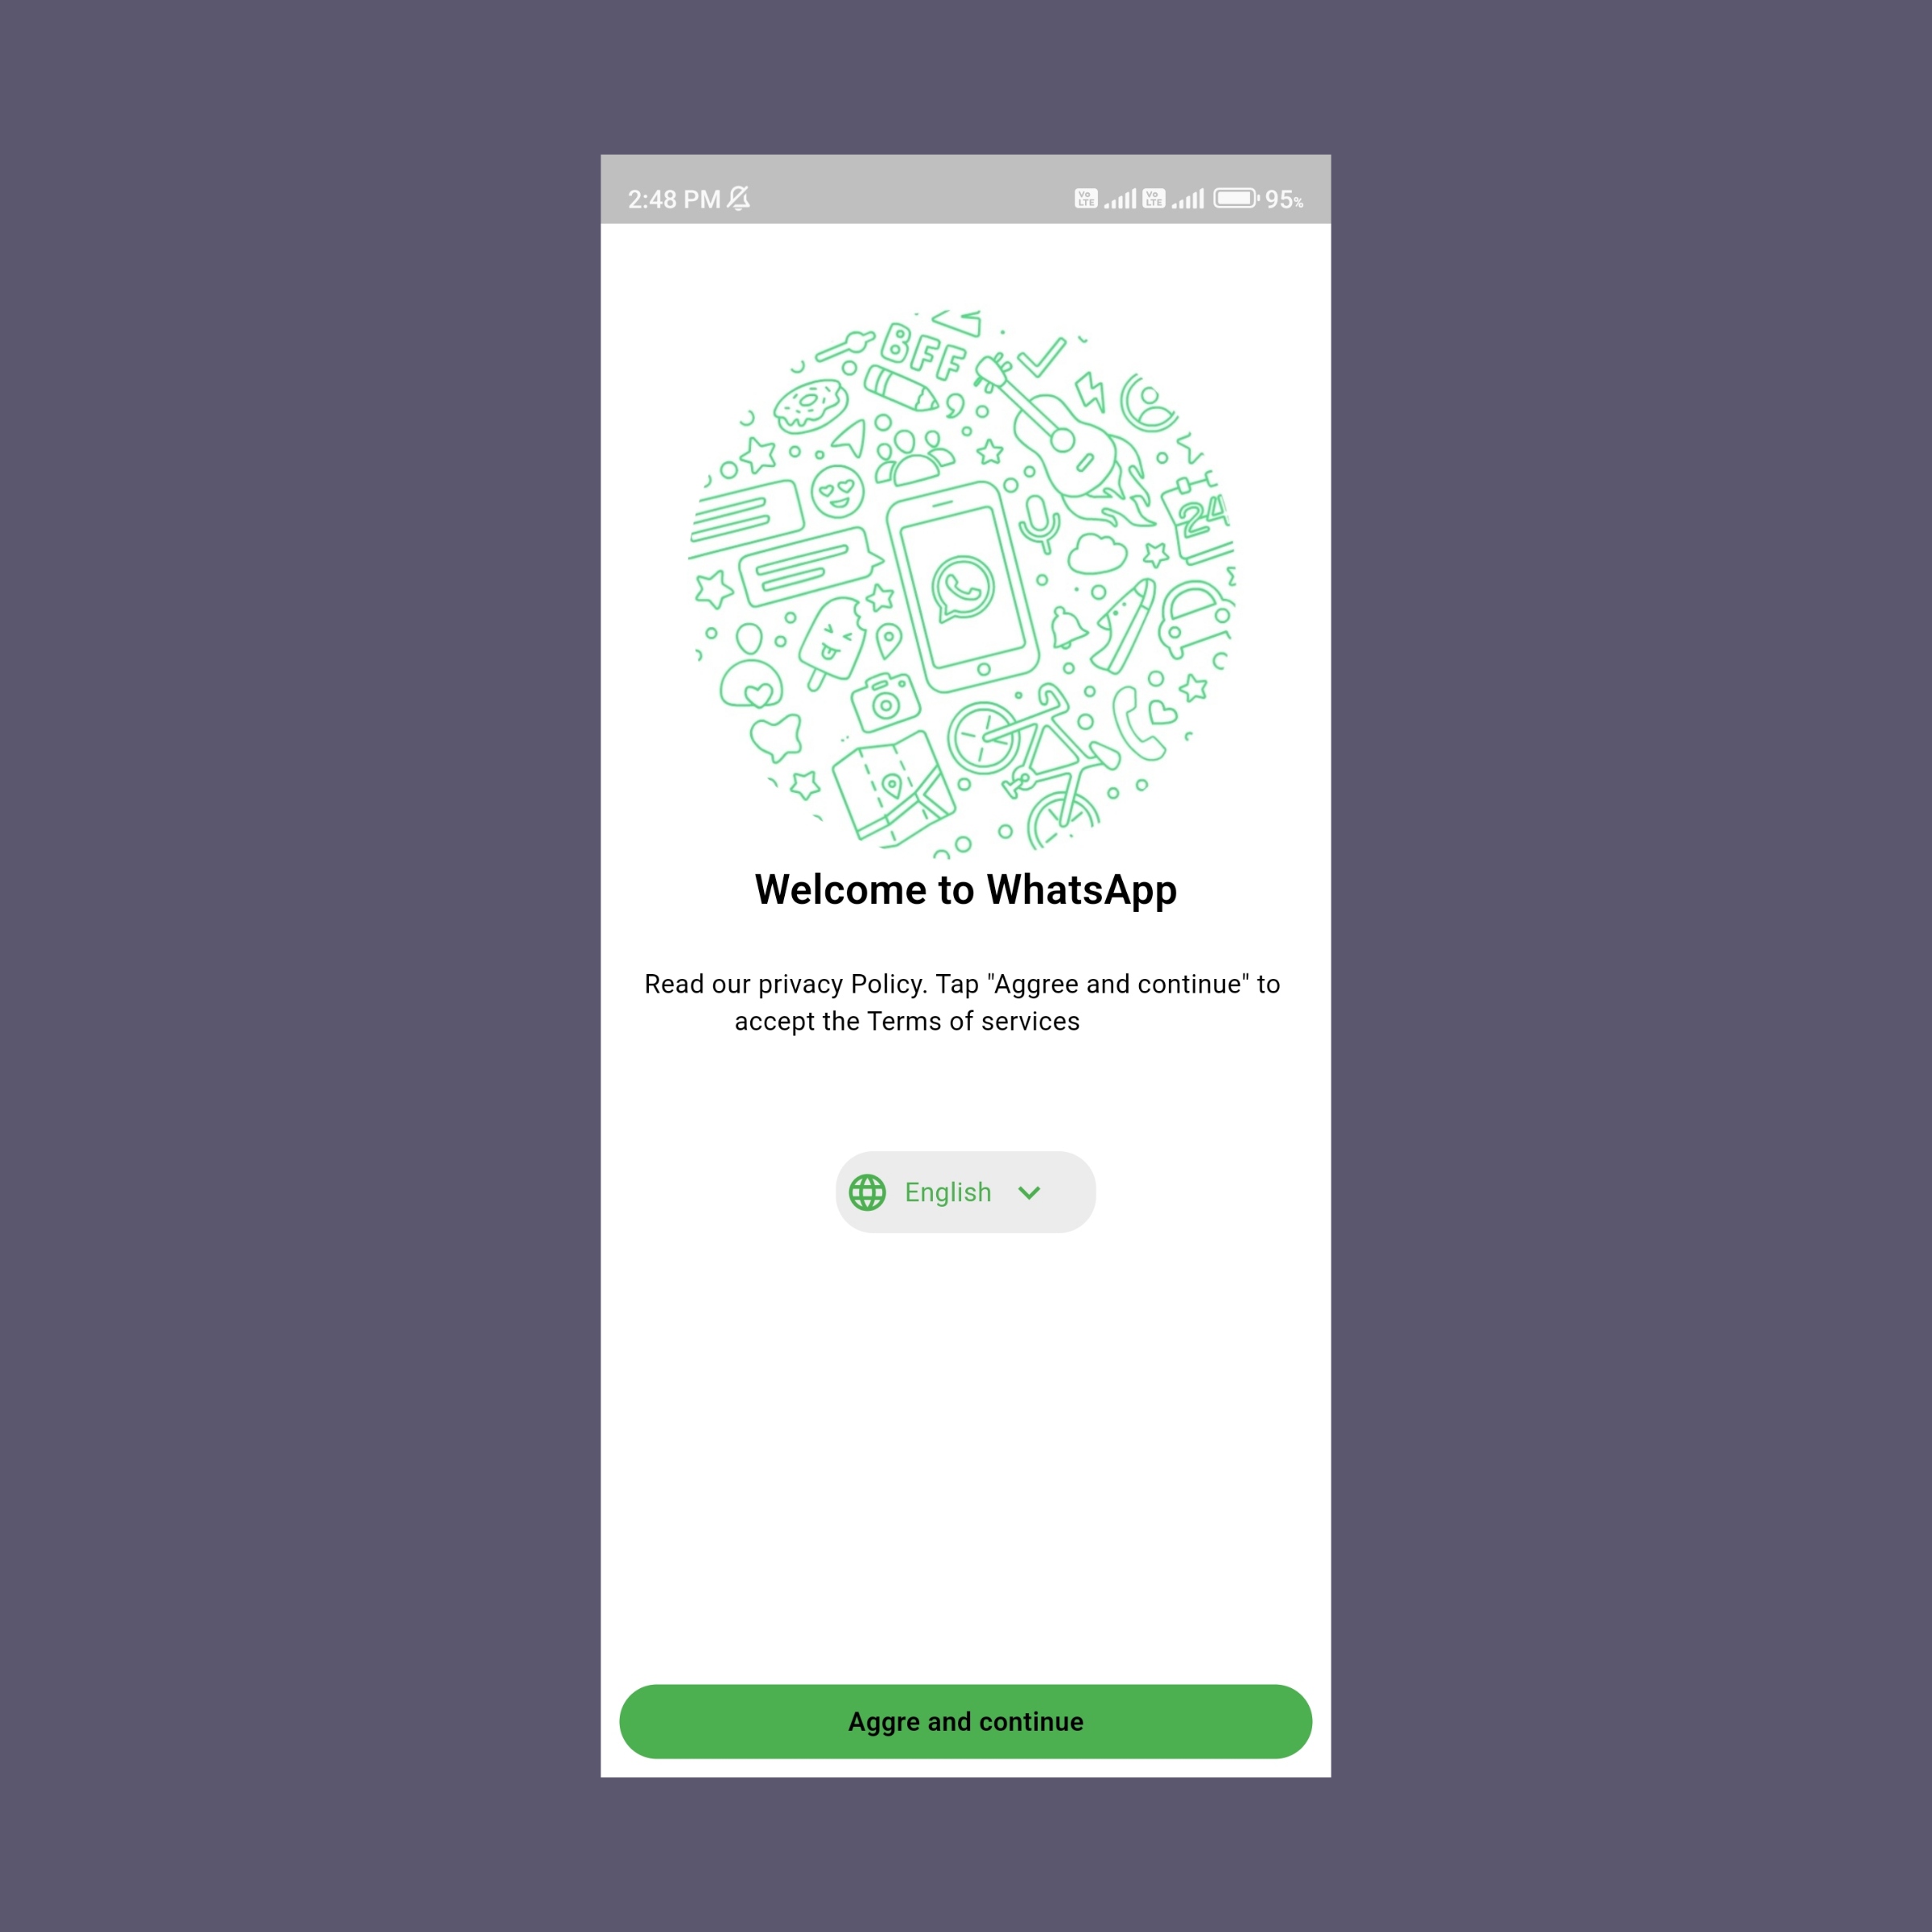 2:48 PM Vo LTE Vo LTE 95%
BFF
24
Welcome to WhatsApp
Read our privacy Policy. Tap "Aggree and continue" to
accept the Terms of services
English
Aggre and continue